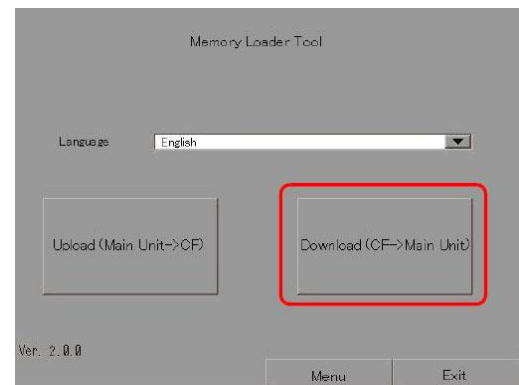 Memory Loader Tool
Language
English
Upload (Main Unit->CF)
Download (CF->Main Unit)
Ver. 2.0.0
Menu
Exit